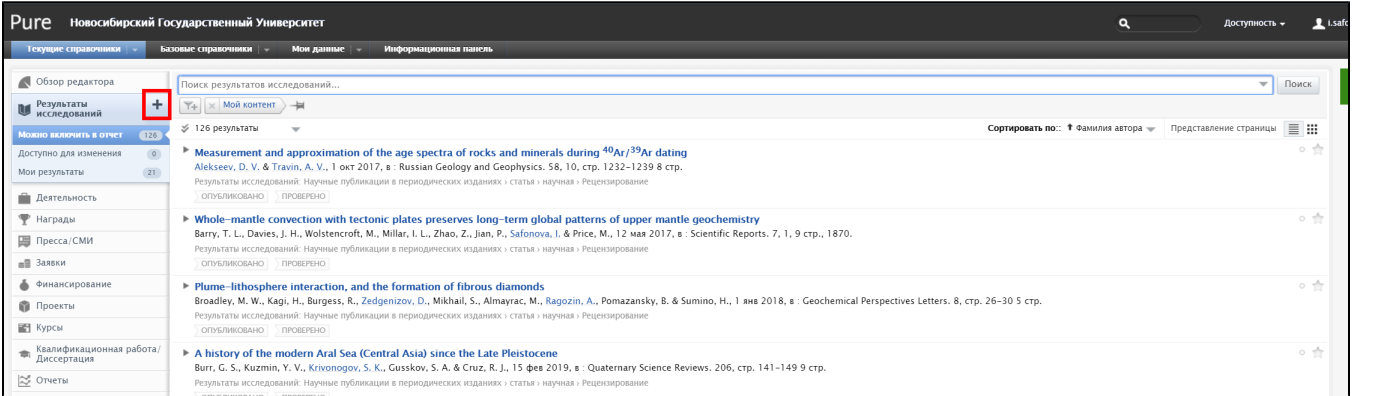 Pure Новосибирский Государственный Университет Доступность i.safo
Текущие справочники Базовые справочники Мои данные Информационная панель
Обзор редактора
Результаты исследований
Можно включить в отчет 126
Доступно для изменения 0
Мои результаты 21
Деятельность
Награды
Пресса/СМИ
Заявки
Финансирование
Проекты
Курсы
Квалификационная работа/
Диссертация
Отчеты
Поиск результатов исследований... Поиск
Мой контент
126 результаты Сортировать по:: Фамилия автора Представление страницы
Measurement and approximation of the age spectra of rocks and minerals during 40Ar/39Ar dating
Alekseev, D. V. & Travin, A. V., 1 окт 2017, в : Russian Geology and Geophysics. 58, 10, стр. 1232-1239 8 стр.
Результаты исследований: Научные публикации в периодических изданиях › статья › научная › Рецензирование
ОПУБЛИКОВАНО ПРОВЕРЕНО
Whole-mantle convection with tectonic plates preserves long-term global patterns of upper mantle geochemistry
Barry, T. L., Davies, J. H., Wolstencroft, M., Millar, I. L., Zhao, Z., Jian, P., Safonova, I. & Price, M., 12 мая 2017, в : Scientific Reports. 7, 1, 9 стр., 1870.
Результаты исследований: Научные публикации в периодических изданиях › статья › научная › Рецензирование
ОПУБЛИКОВАНО ПРОВЕРЕНО
Plume-lithosphere interaction, and the formation of fibrous diamonds
Broadley, M. W., Kagi, H., Burgess, R., Zedgenizov, D., Mikhail, S., Almayrac, M., Ragozin, A., Pomazansky, B. & Sumino, H., 1 янв 2018, в : Geochemical Perspectives Letters. 8, стр. 26-30 5 стр.
Результаты исследований: Научные публикации в периодических изданиях › статья › научная › Рецензирование
ОПУБЛИКОВАНО ПРОВЕРЕНО
A history of the modern Aral Sea (Central Asia) since the Late Pleistocene
Burr, G. S., Kuzmin, Y. V., Krivonogov, S. K., Gusskov, S. A. & Cruz, R. J., 15 фев 2019, в : Quaternary Science Reviews. 206, стр. 141-149 9 стр.
Результаты исследований: Научные публикации в периодических изданиях › статья › научная › Рецензирование